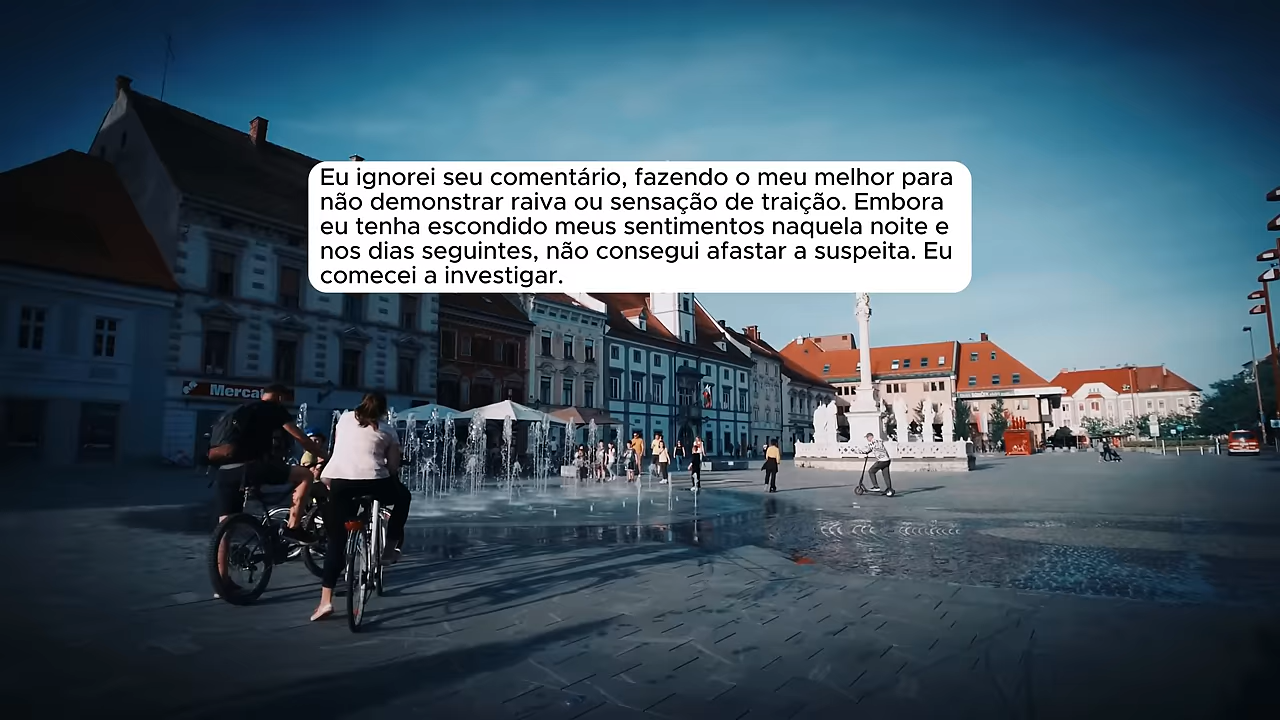 Eu ignorei seu comentário, fazendo o meu melhor para
não demonstrar raiva ou sensação de traição. Embora
eu tenha escondido meus sentimentos naquela noite e
nos dias seguintes, não consegui afastar a suspeita. Eu
comecei a investigar.